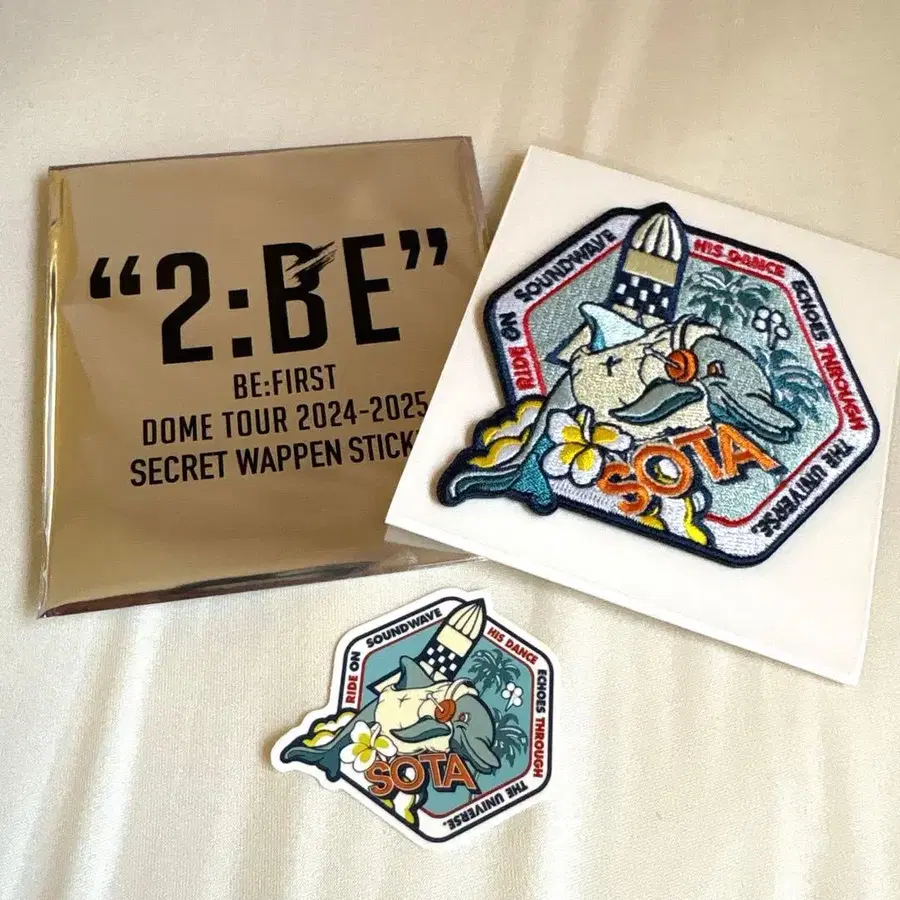 “2:BE”
BE:FIRST
DOME TOUR 2024-2025
SECRET WAPPEN
RIDE ON SOUNDWAVE HIS DANCE ECHOES THROUGH THE UNIVERSE.
SOTA
RIDE ON SOUNDWAVE HIS DANCE ECHOES THROUGH THE UNIVERSE.
SOTA